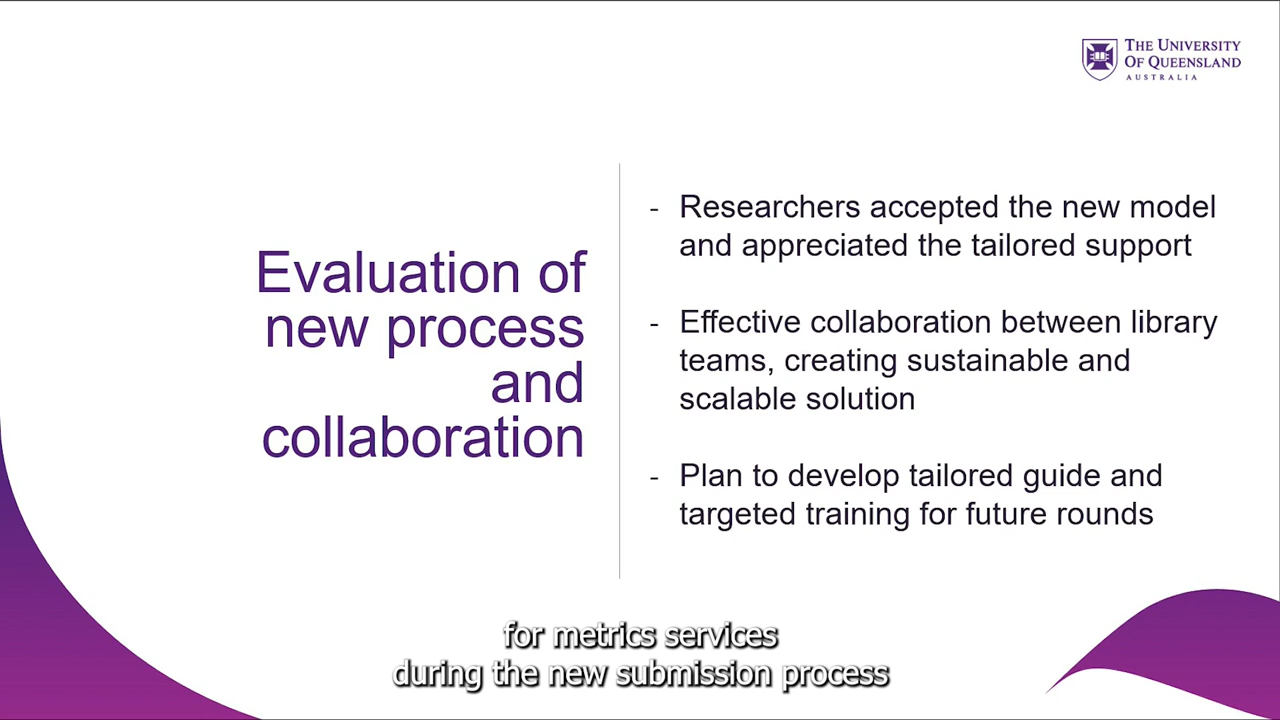 THE UNIVERSITY
OF QUEENSLAND
AUSTRALIA
Evaluation of
new process
and
collaboration
- Researchers accepted the new model
and appreciated the tailored support
- Effective collaboration between library
teams, creating sustainable and
scalable solution
- Plan to develop tailored guide and
targeted training for future rounds
for metrics services
during the new submission process